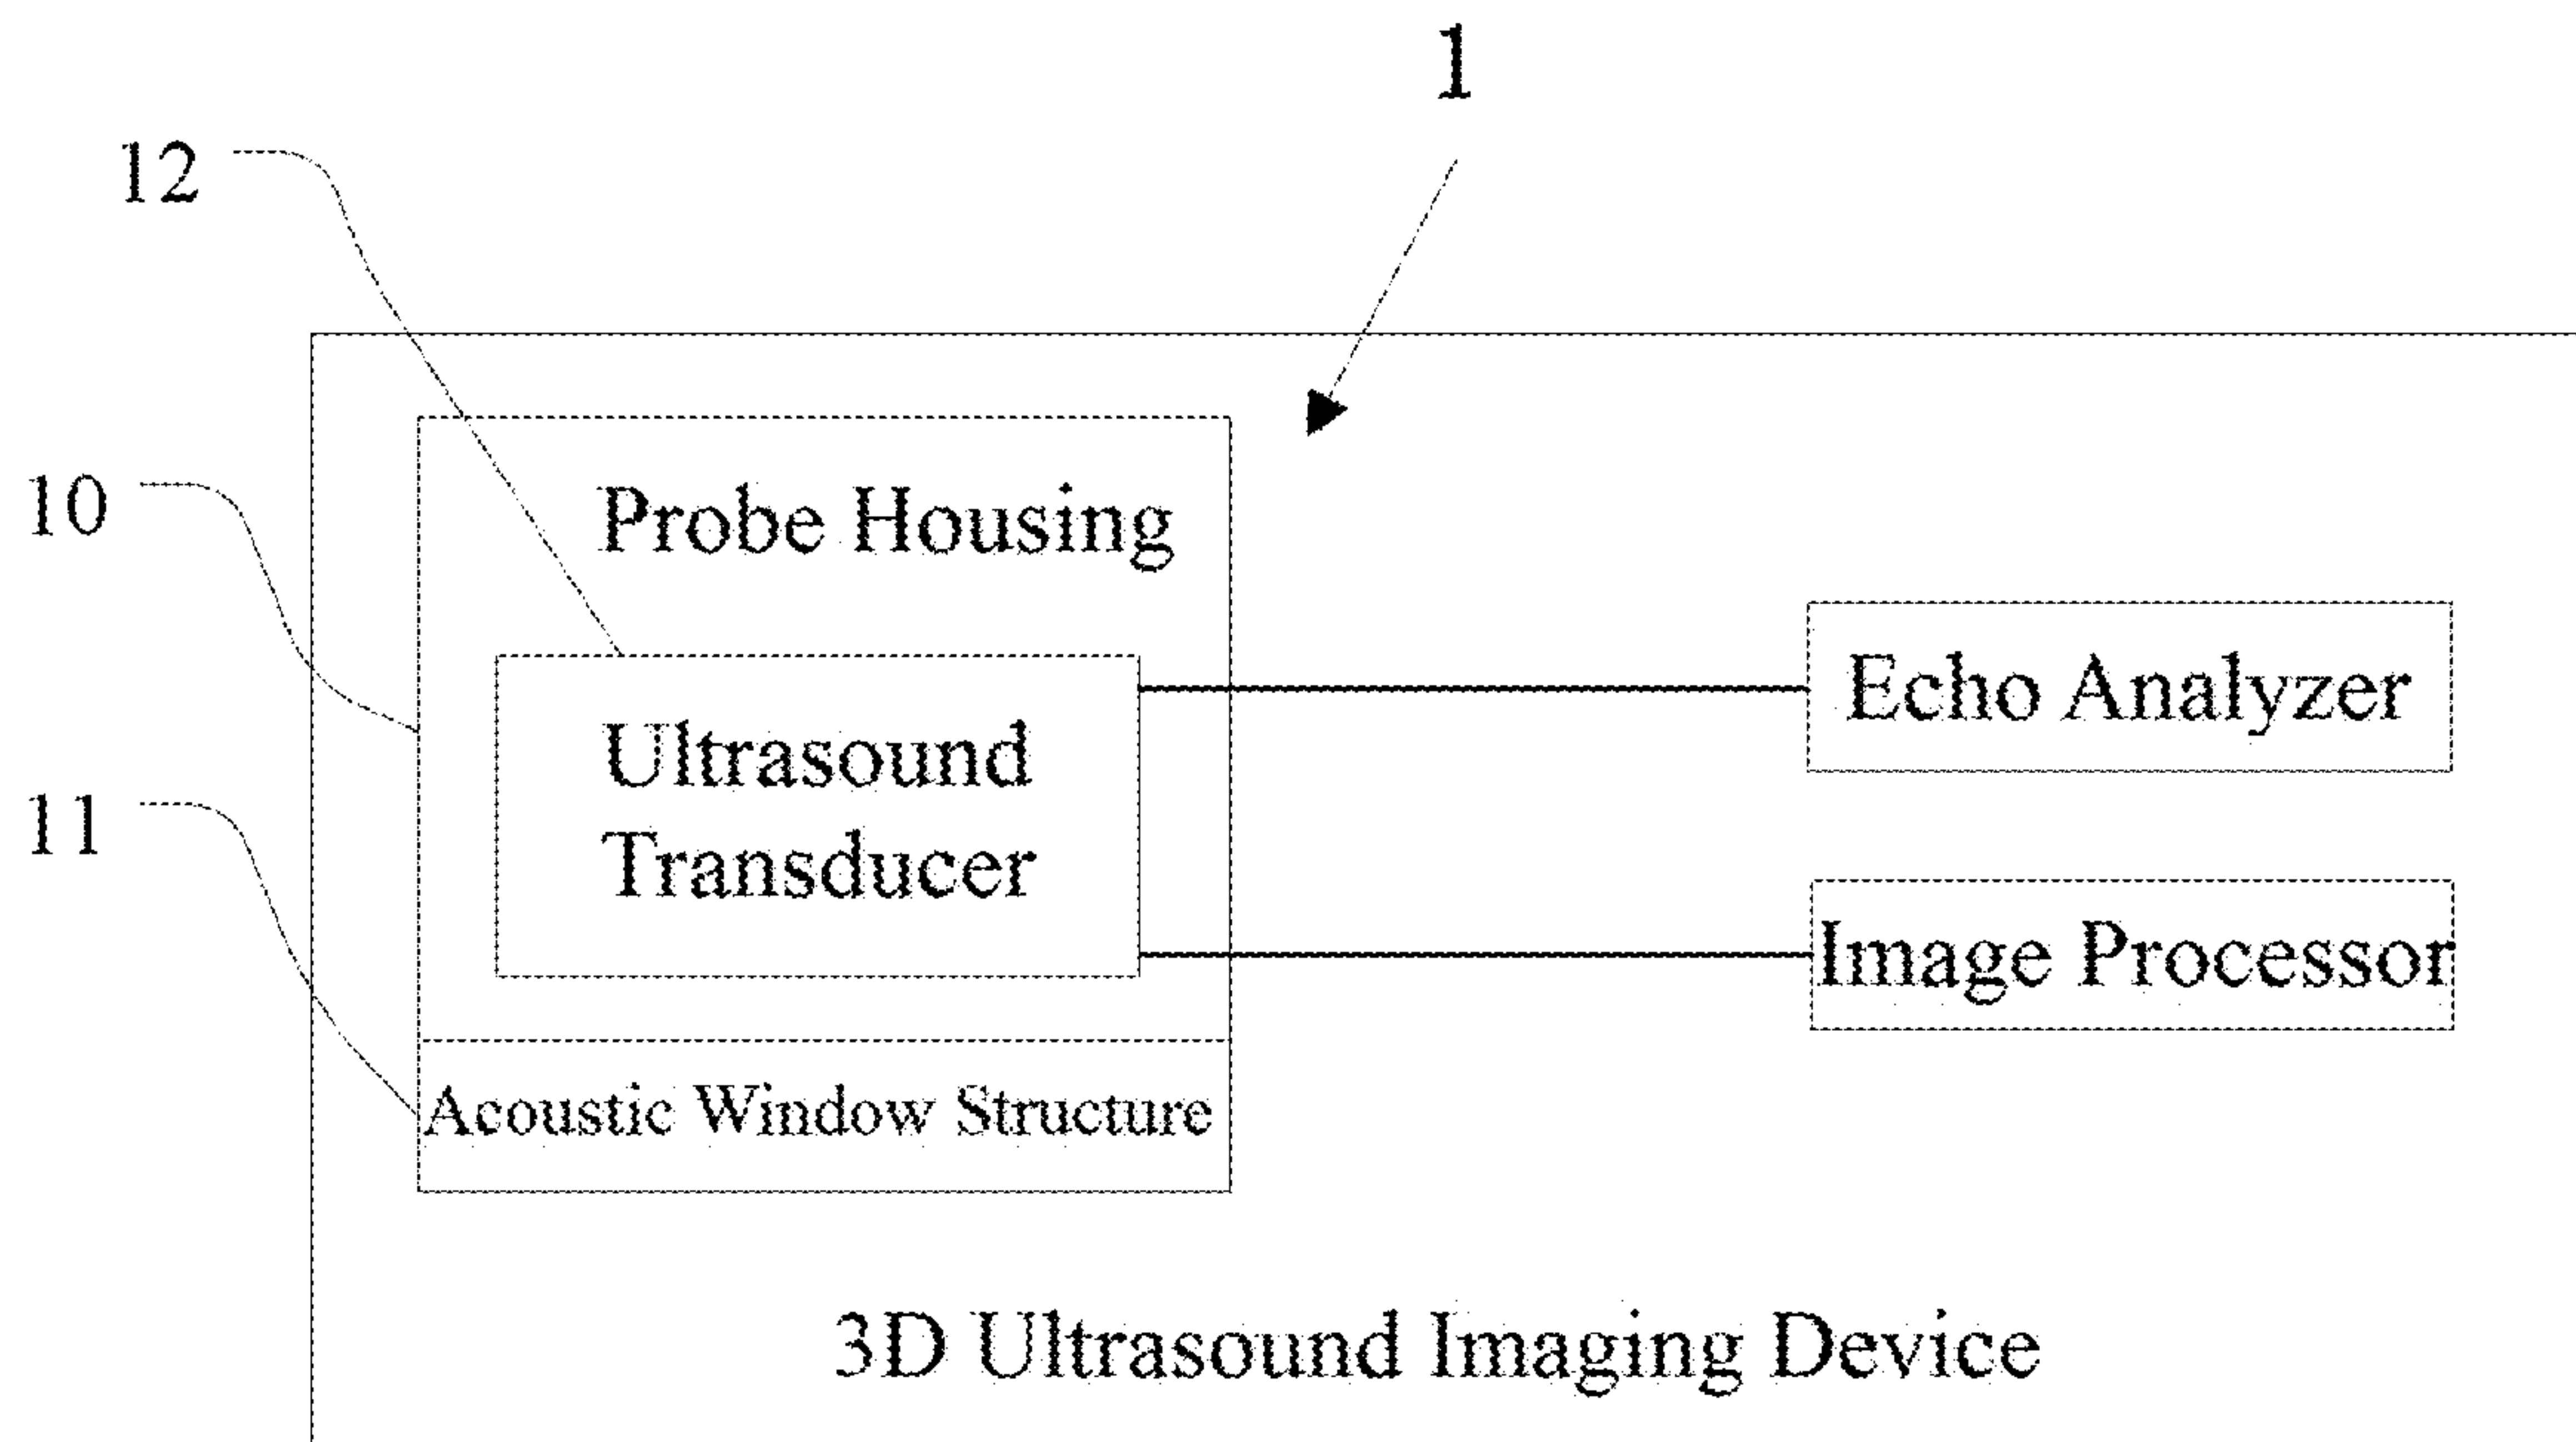 1
12
10
Probe Housing
Echo Analyzer
Ultrasound
Transducer
11
Image Processor
Acoustic Window Structure
3D Ultrasound Imaging Device